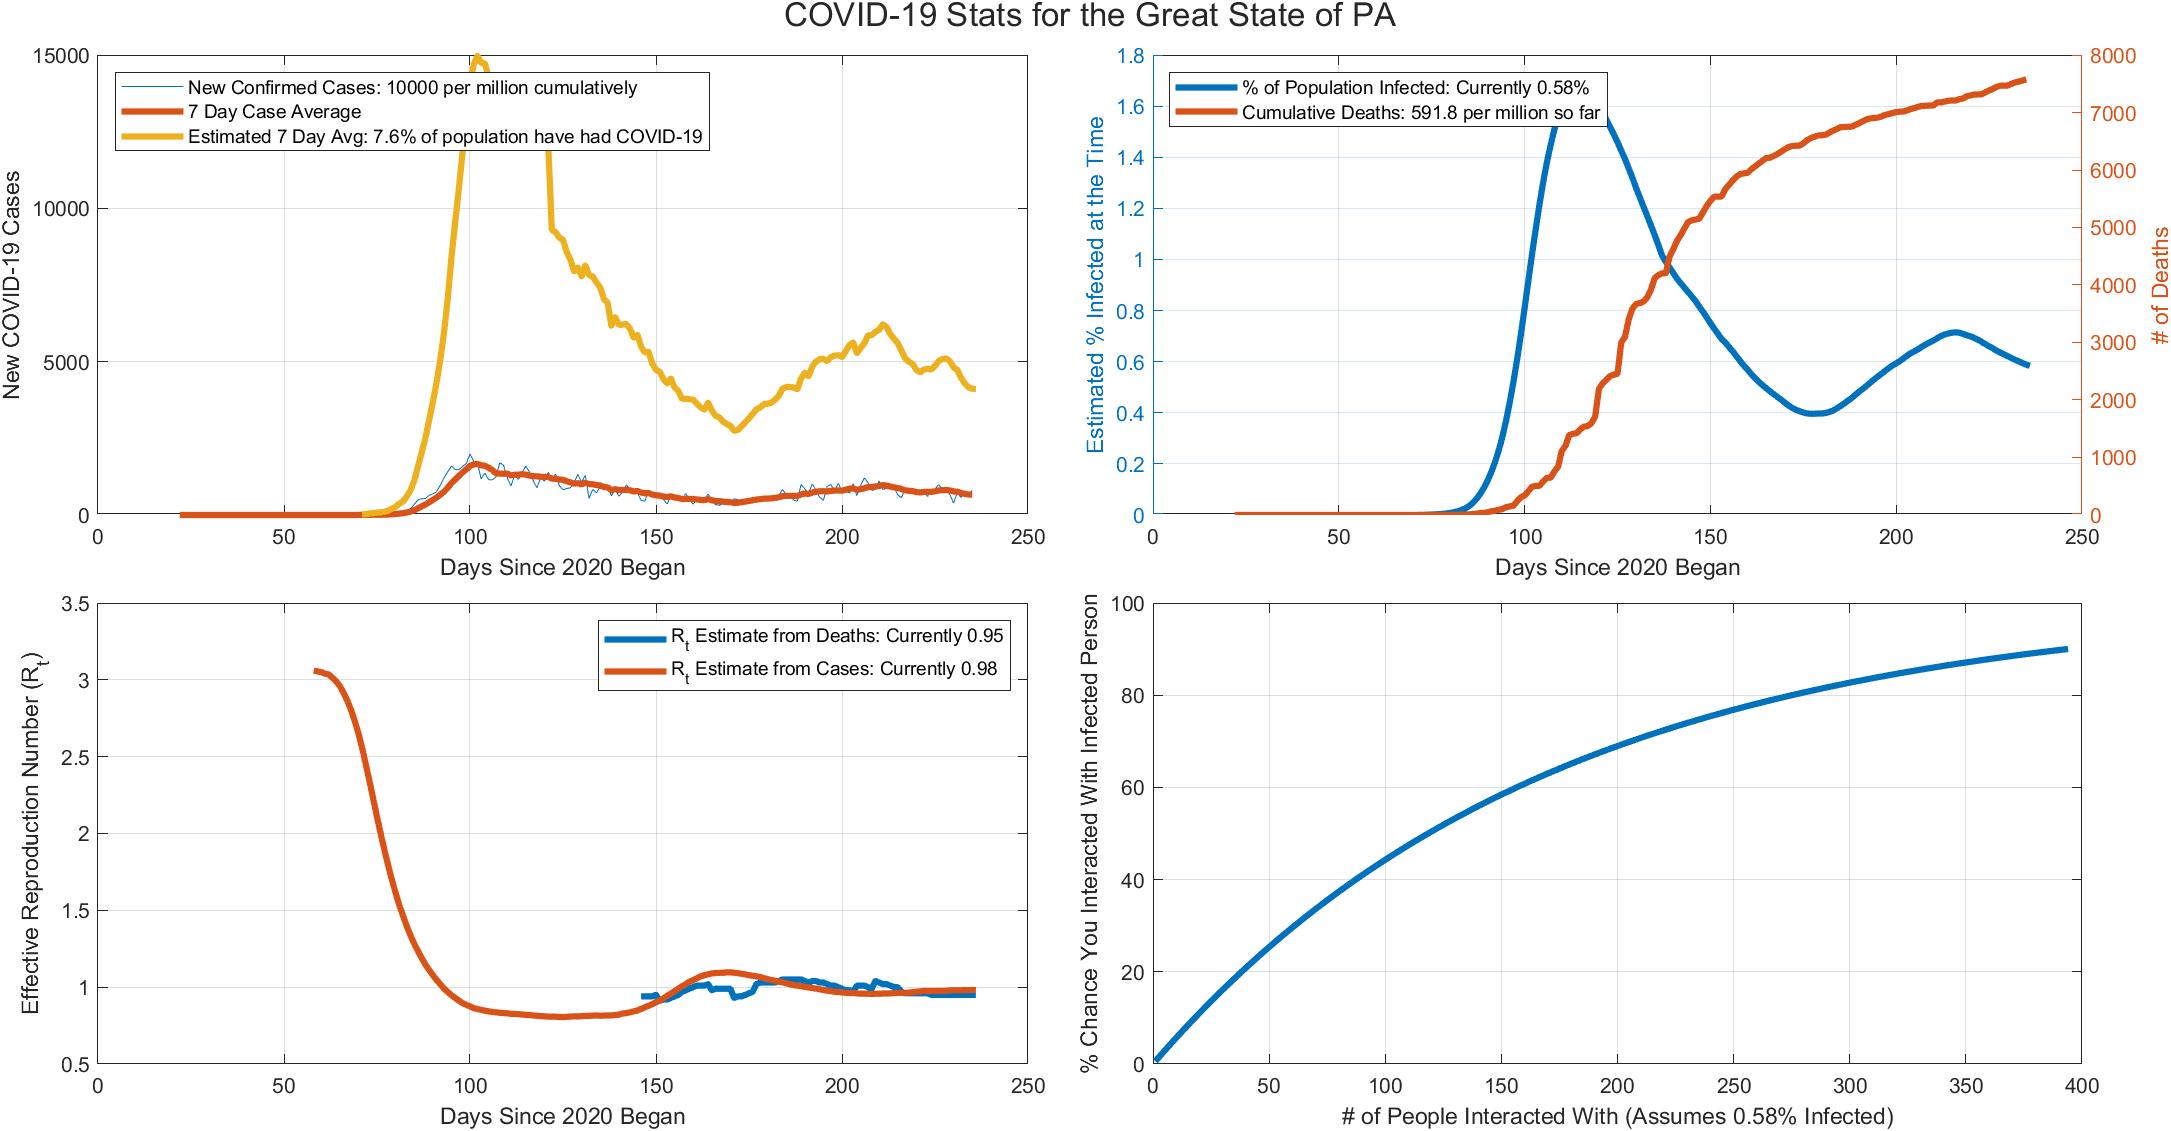 COVID-19 Stats for the Great State of PA
15000
10000
5000
0
New COVID-19 Cases
New Confirmed Cases: 10000 per million cumulatively
7 Day Case Average
Estimated 7 Day Avg: 7.6% of population have had COVID-19
0 50 100 150 200 250
Days Since 2020 Began
1.8
1.6
1.4
1.2
1
0.8
0.6
0.4
0.2
0
Estimated % Infected at the Time
% of Population Infected: Currently 0.58%
Cumulative Deaths: 591.8 per million so far
8000
7000
6000
5000
4000
3000
2000
1000
0
# of Deaths
0 50 100 150 200 250
Days Since 2020 Began
3.5
3
2.5
2
1.5
1
0.5
Effective Reproduction Number (Rt)
Rt Estimate from Deaths: Currently 0.95
Rt Estimate from Cases: Currently 0.98
0 50 100 150 200 250
Days Since 2020 Began
100
80
60
40
20
0
% Chance You Interacted With Infected Person
0 50 100 150 200 250 300 350 400
# of People Interacted With (Assumes 0.58% Infected)